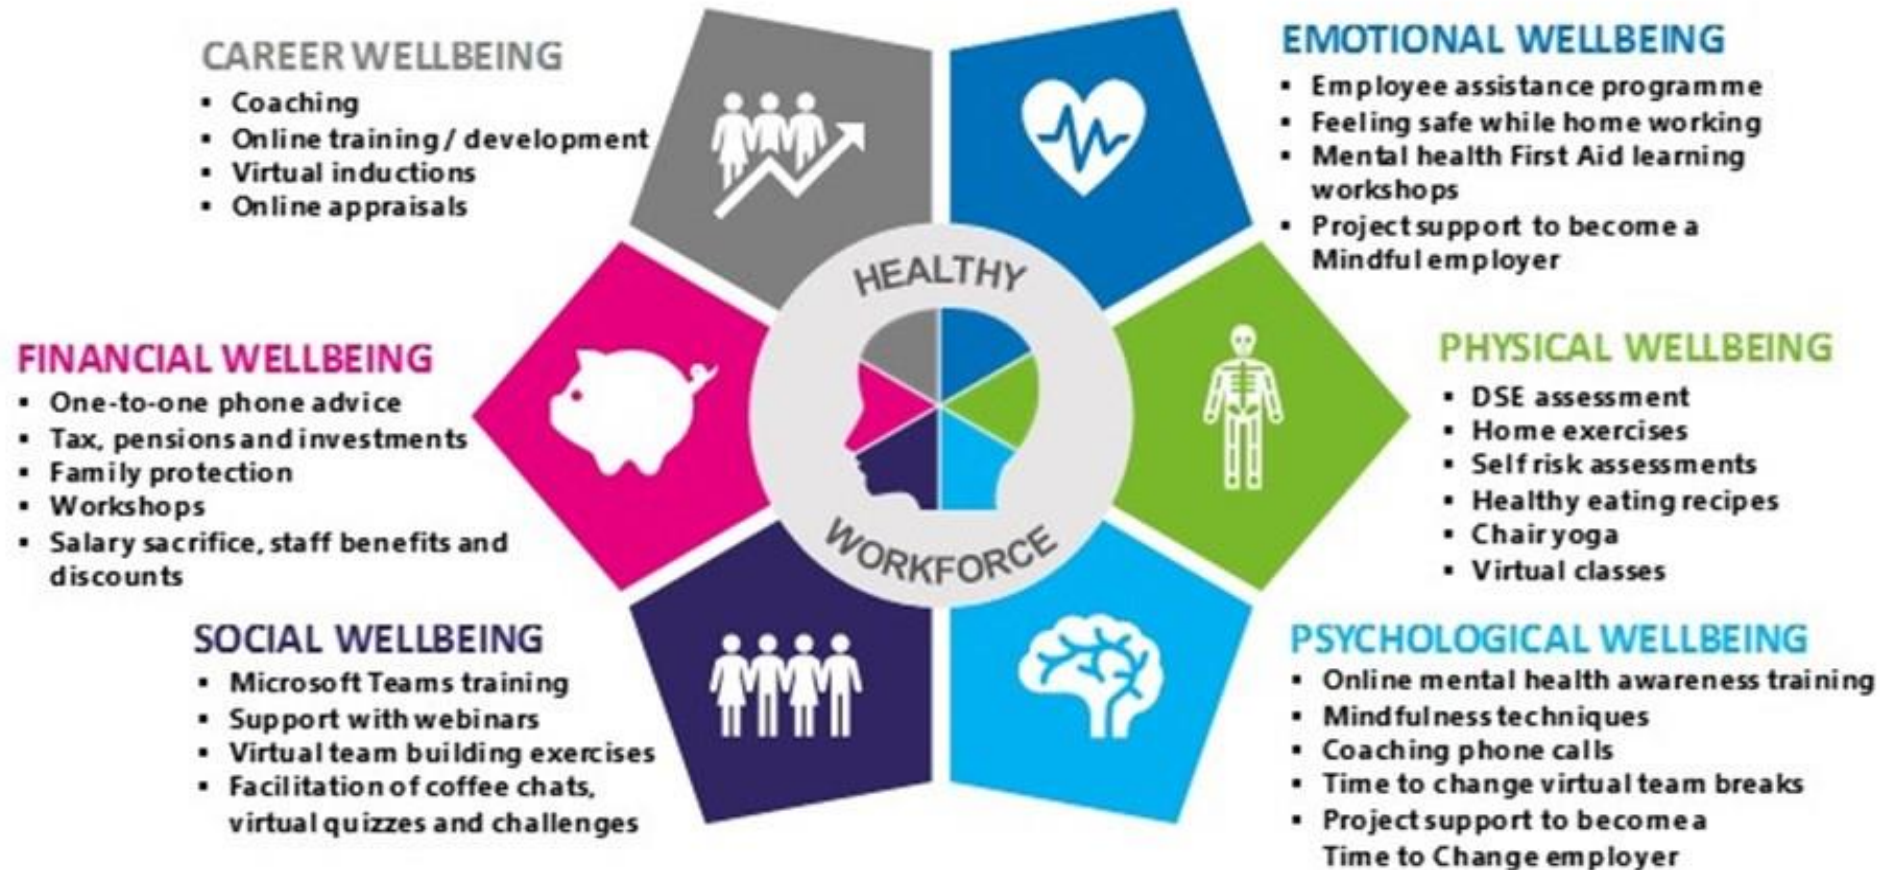 CAREER WELLBEING
▪ Coaching
▪ Online training / development
▪ Virtual inductions
▪ Online appraisals
EMOTIONAL WELLBEING
▪ Employee assistance programme
▪ Feeling safe while home working
▪ Mental health First Aid learning
workshops
▪ Project support to become a
Mindful employer
FINANCIAL WELLBEING
▪ One-to-one phone advice
▪ Tax, pensions and investments
▪ Family protection
▪ Workshops
▪ Salary sacrifice, staff benefits and
discounts
HEALTHY
WORKFORCE
PHYSICAL WELLBEING
▪ DSE assessment
▪ Home exercises
▪ Self risk assessments
▪ Healthy eating recipes
▪ Chair yoga
▪ Virtual classes
SOCIAL WELLBEING
▪ Microsoft Teams training
▪ Support with webinars
▪ Virtual team building exercises
▪ Facilitation of coffee chats,
virtual quizzes and challenges
PSYCHOLOGICAL WELLBEING
▪ Online mental health awareness training
▪ Mindfulness techniques
▪ Coaching phone calls
▪ Time to change virtual team breaks
▪ Project support to become a
Time to Change employer